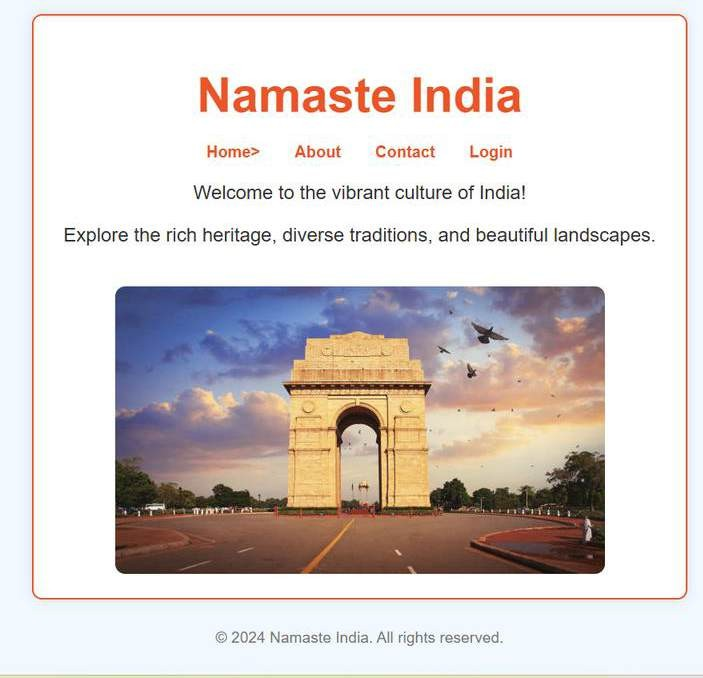 Namaste India
Home> About Contact Login
Welcome to the vibrant culture of India!
Explore the rich heritage, diverse traditions, and beautiful landscapes.
© 2024 Namaste India. All rights reserved.